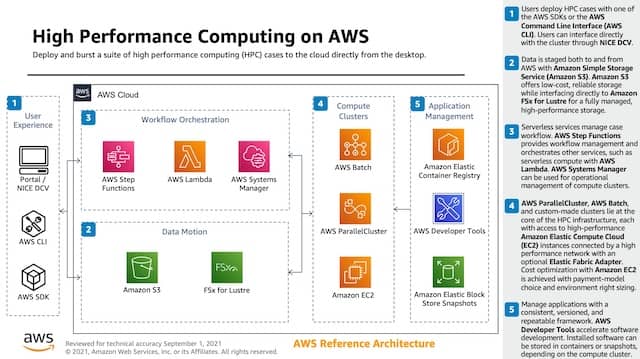 High Performance Computing on AWS
Deploy and burst a suite of high performance computing (HPC) cases to the cloud directly from the desktop.
aws
AWS Cloud
1
User
Experience
Portal /
NICE DCV
AWS CLI
AWS SDK
3
Workflow Orchestration
AWS Step
Functions
AWS Lambda
AWS Systems
Manager
2
Data Motion
Amazon S3
FSx
FSx for Lustre
4
Compute
Clusters
AWS Batch
AWS ParallelCluster
Amazon EC2
5
Application
Management
Amazon Elastic
Container Registry
AWS Developer Tools
Amazon Elastic Block
Store Snapshots
1
Users deploy HPC cases with one of
the AWS SDKs or the AWS
Command Line Interface (AWS
CLI). Users can interface directly
with the cluster through NICE DCV.
2
Data is staged both to and from
AWS with Amazon Simple Storage
Service (Amazon S3). Amazon S3
offers low-cost, reliable storage
while interfacing directly to Amazon
FSx for Lustre for a fully managed,
high-performance storage.
3
Serverless services manage case
workflow. AWS Step Functions
provides workflow management and
orchestrates other services, such as
serverless compute with AWS
Lambda. AWS Systems Manager
can be used for operational
management of compute clusters.
4
AWS ParallelCluster, AWS Batch,
and custom-made clusters lie at the
core of the HPC infrastructure, each
with access to high-performance
Amazon Elastic Compute Cloud
(EC2) instances connected by a high
performance network with an
optional Elastic Fabric Adapter.
Cost optimization with Amazon EC2
is achieved with payment-model
choice and environment right sizing.
5
Manage applications with a
consistent, versioned, and
repeatable framework. AWS
Developer Tools accelerate software
development. Installed software can
be stored in containers or snapshots,
depending on the compute cluster.
aws
Reviewed for technical accuracy September 1, 2021
© 2021, Amazon Web Services, Inc. or its Affiliates. All rights reserved.
AWS Reference Architecture